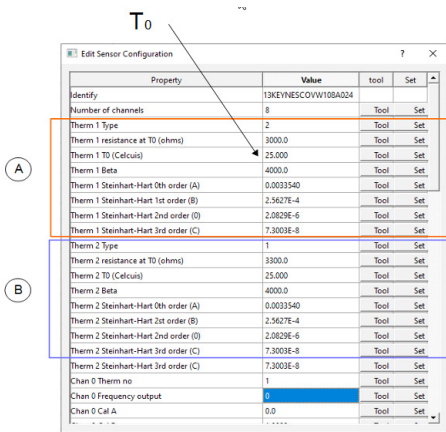 T0
Edit Sensor Configuration ? ×
Property Value tool Set
Identify 13KEYNESCOVW108A024
Number of channels 8 Tool Set
Therm 1 Type 2 Tool Set
Therm 1 resistance at T0 (ohms) 3000.0 Tool Set
Therm 1 T0 (Celcuis) 25.000 Tool Set
Therm 1 Beta 4000.0 Tool Set
A
Therm 1 Steinhart-Hart 0th order (A) 0.0033540 Tool Set
Therm 1 Steinhart-Hart 1st order (B) 2.5627E-4 Tool Set
Therm 1 Steinhart-Hart 2nd order (0) 2.0829E-6 Tool Set
Therm 1 Steinhart-Hart 3rd order (C) 7.3003E-8 Tool Set
Therm 2 Type 1 Tool Set
Therm 2 resistance at T0 (ohms) 3300.0 Tool Set
Therm 2 T0 (Celcuis) 25.000 Tool Set
Therm 2 Beta 4000.0 Tool Set
B
Therm 2 Steinhart-Hart 0th order (A) 0.0033540 Tool Set
Therm 2 Steinhart-Hart 2st order (B) 2.5627E-4 Tool Set
Therm 2 Steinhart-Hart 2nd order (0) 2.0829E-6 Tool Set
Therm 2 Steinhart-Hart 3rd order (C) 7.3003E-8 Tool Set
Therm 2 Steinhart-Hart 3rd order (C) 7.3003E-8 Tool Set
Chan 0 Therm no 1 Tool Set
Chan 0 Frequency output 0 Tool Set
Chan 0 Cal A 0.0 Tool Set